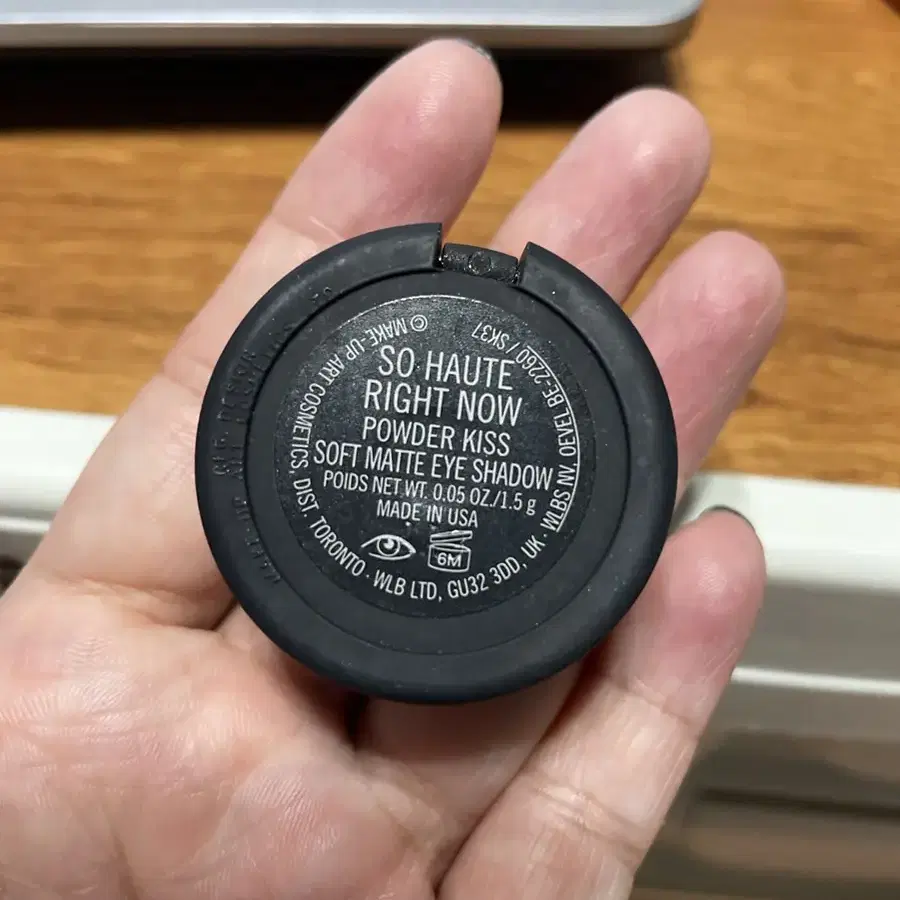 SO HAUTE
RIGHT NOW
POWDER KISS
SOFT MATTE EYE SHADOW
POIDS NET WT. 0.05 OZ./1.5 g
MADE IN USA
6M
© MAKE-UP ART COSMETICS, DIST. TORONTO · WLB LTD, GU32 3DD, UK · WLBS NV, OEVEL BE-2260 / SK37